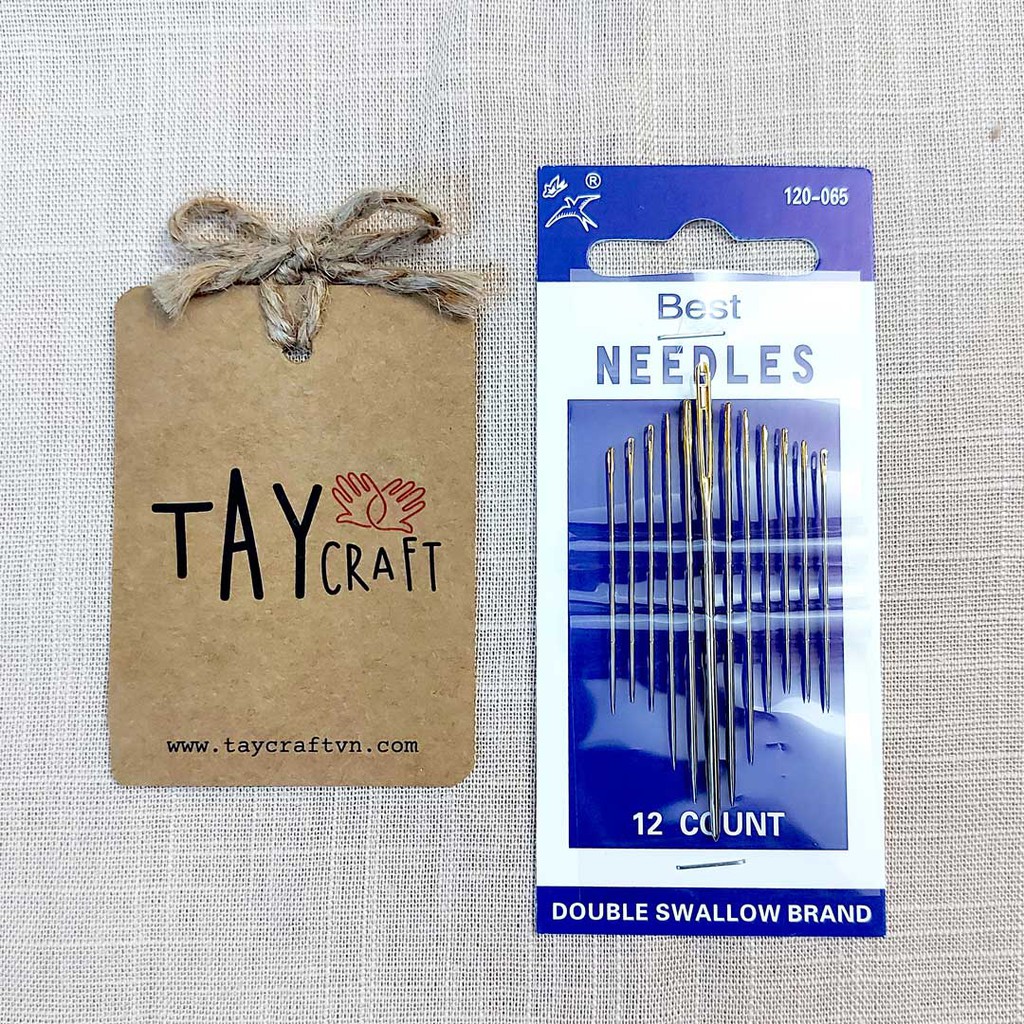 TAY
CRAFT
www.taycraftvn.com
®
120-065
Best
NEEDLES
12 COUNT
DOUBLE SWALLOW BRAND